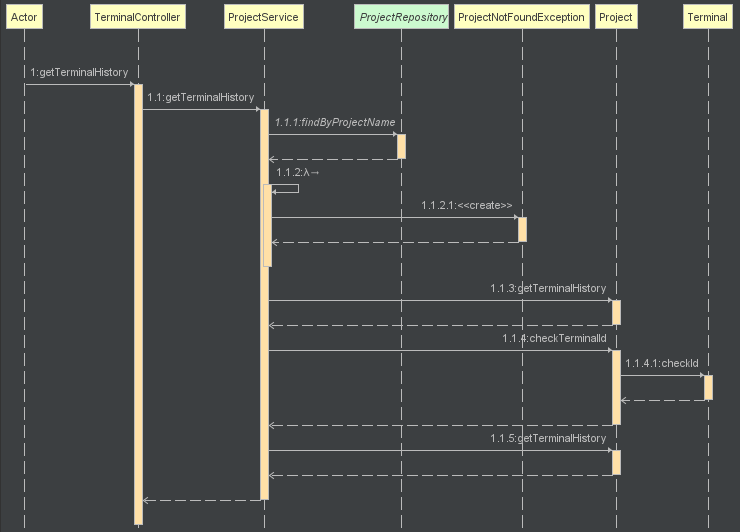 Actor
TerminalController
ProjectService
ProjectRepository
ProjectNotFoundException
Project
Terminal
1:getTerminalHistory
1.1:getTerminalHistory
1.1.1:findByProjectName
1.1.2:λ→
1.1.2.1:<<create>>
1.1.3:getTerminalHistory
1.1.4:checkTerminalId
1.1.4.1:checkId
1.1.5:getTerminalHistory